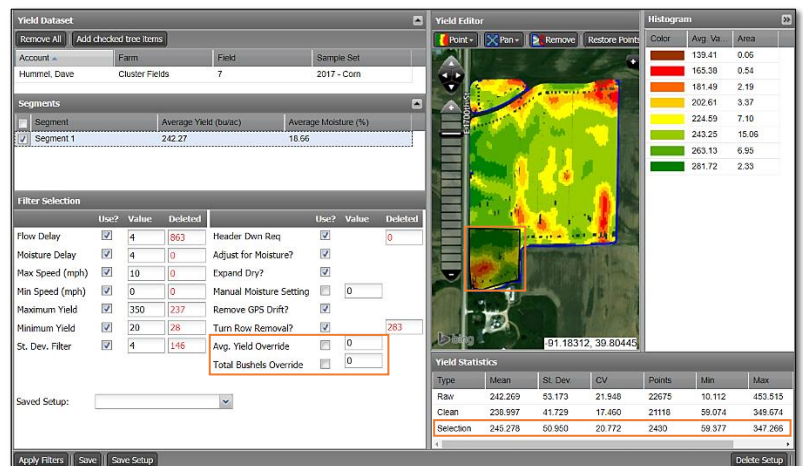 Yield Dataset
Remove All Add checked tree items
Account Farm Field Sample Set
Hummel, Dave Cluster Fields 7 2017 - Corn
Segments
Segment Average Yield (bu/ac) Average Moisture (%)
Segment 1 242.27 18.66
Filter Selection
Use? Value Deleted Use? Value Deleted
Flow Delay 4 863 Header Dwn Req 0
Moisture Delay 4 0 Adjust for Moisture?
Max Speed (mph) 10 0 Expand Dry?
Min Speed (mph) 0 0 Manual Moisture Setting 0
Maximum Yield 350 237 Remove GPS Drift?
Minimum Yield 20 28 Turn Row Removal? 283
St. Dev. Filter 4 146 Avg. Yield Override 0
Total Bushels Override 0
Saved Setup:
Apply Filters Save Save Setup Delete Setup
Yield Editor
Point Pan Remove Restore Points
E 1700th St
bing
-91.18312, 39.80445
Histogram
Color Avg. Va... Area
139.41 0.06
165.38 0.54
181.49 2.19
202.61 3.37
224.59 7.10
243.25 15.06
263.13 6.95
281.72 2.33
Yield Statistics
Type Mean St. Dev CV Points Min Max
Raw 242.269 53.173 21.948 22675 10.112 453.515
Clean 238.997 41.729 17.460 21118 59.074 349.674
Selection 245.278 50.950 20.772 2430 59.377 347.266